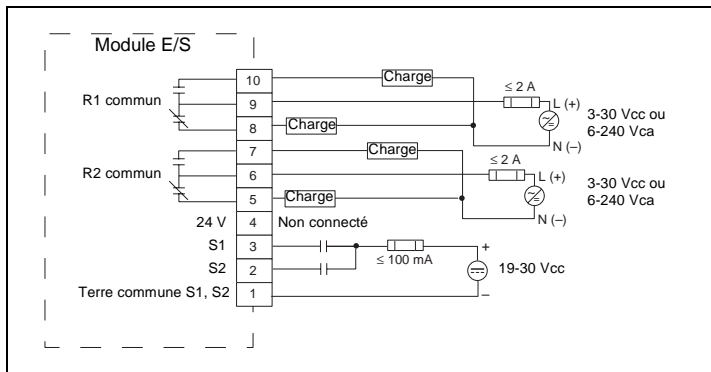 Module E/S
10
Charge
≤ 2 A
R1 commun
9
L (+)
3-30 Vcc ou
6-240 Vca
8
Charge
N (–)
7
Charge
≤ 2 A
R2 commun
6
L (+)
3-30 Vcc ou
6-240 Vca
5
Charge
N (–)
24 V
4
Non connecté
S1
3
+
≤ 100 mA
19-30 Vcc
S2
2
Terre commune S1, S2
1
–